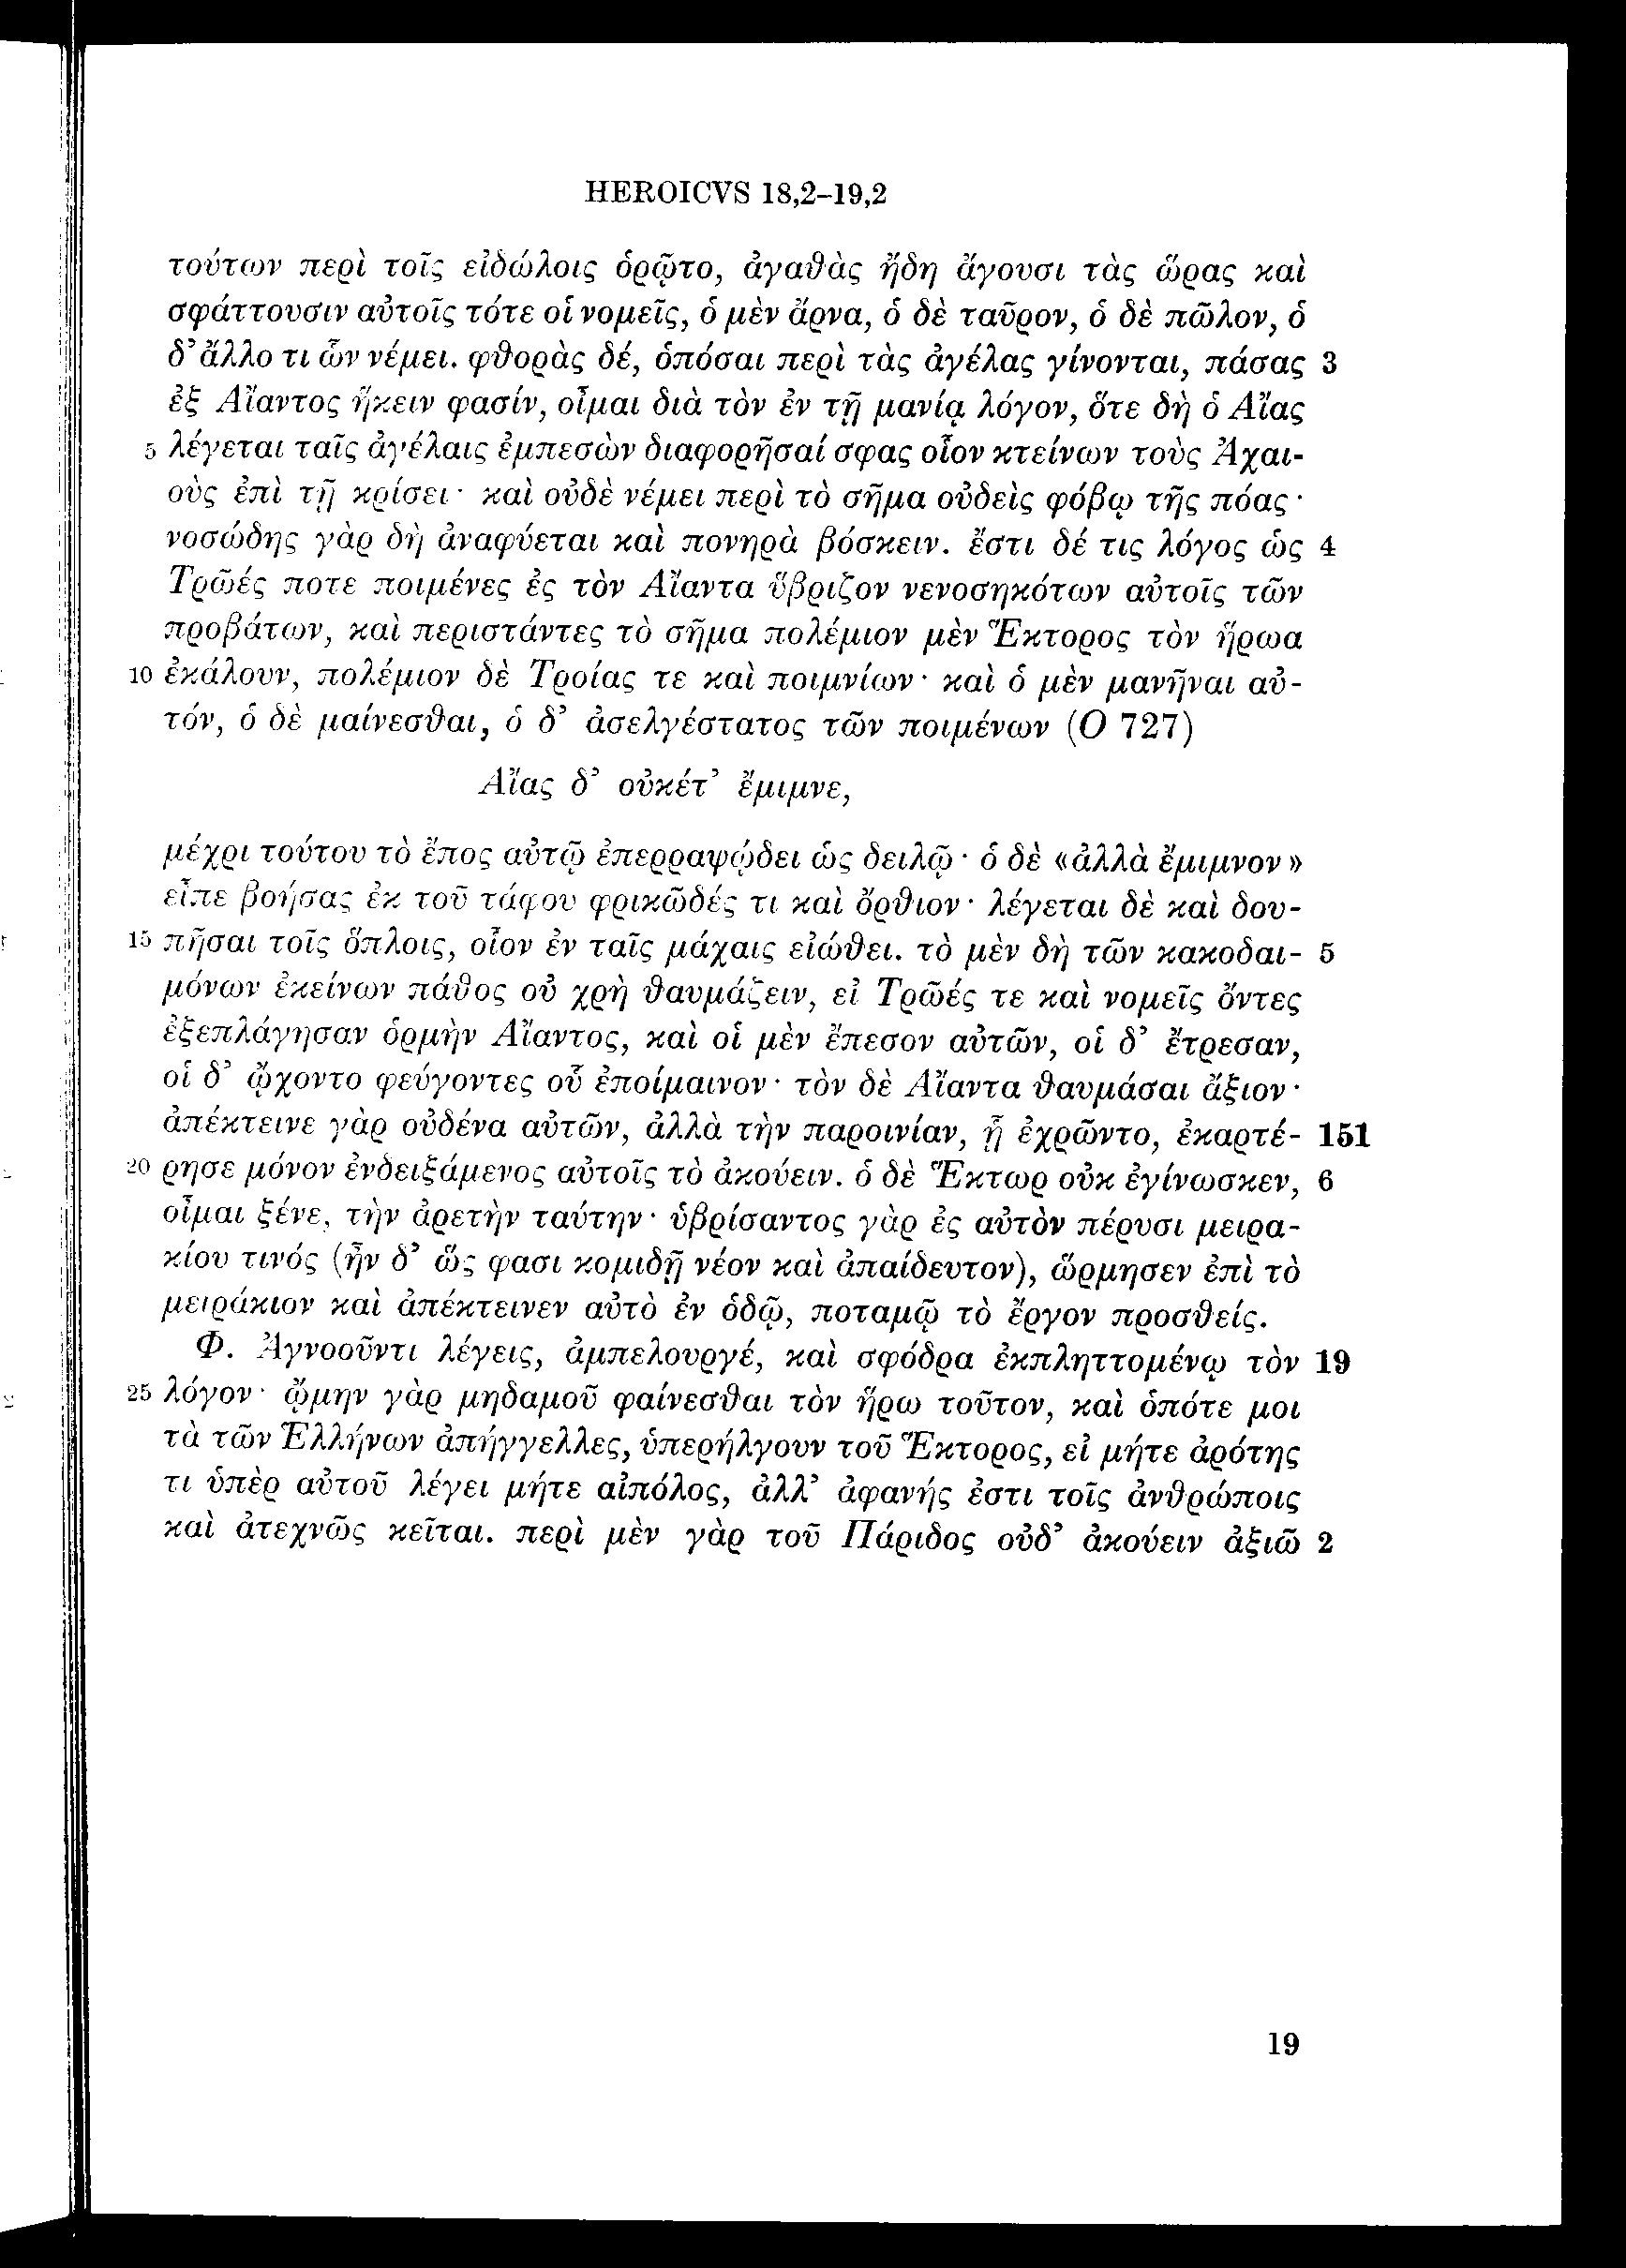 HEROICVS 18,2–19,2
τούτων περὶ τοῖς εἰδώλοις ὁρῷτο, ἀγαθὰς ἤδη ἄγουσι τὰς ὥρας καὶ
σφάττουσιν αὐτοῖς τότε οἱ νομεῖς, ὁ μὲν ἄρνα, ὁ δὲ ταῦρον, ὁ δὲ πῶλον, ὁ
δ’ ἄλλο τι ὧν νέμει. φθορὰς δέ, ὁπόσαι περὶ τὰς ἀγέλας γίνονται, πάσας 3
ἐξ Αἴαντος ἥκειν φασίν, οἶμαι διὰ τὸν ἐν τῇ μανίᾳ λόγον, ὅτε δὴ ὁ Αἴας
5 λέγεται ταῖς ἀγέλαις ἐμπεσὼν διαφορῆσαί σφας οἷον κτείνων τοὺς Ἀχαι-
οὺς ἐπὶ τῇ κρίσει· καὶ οὐδὲ νέμει περὶ τὸ σῆμα οὐδεὶς φόβῳ τῆς πόας·
νοσώδης γὰρ δὴ ἀναφύεται καὶ πονηρὰ βόσκειν. ἔστι δέ τις λόγος ὡς 4
Τρῶές ποτε ποιμένες ἐς τὸν Αἴαντα ὕβριζον νενοσηκότων αὐτοῖς τῶν
προβάτων, καὶ περιστάντες τὸ σῆμα πολέμιον μὲν Ἕκτορος τὸν ἥρωα
10 ἐκάλουν, πολέμιον δὲ Τροίας τε καὶ ποιμνίων· καὶ ὁ μὲν μανῆναι αὐ-
τόν, ὁ δὲ μαίνεσθαι, ὁ δ’ ἀσελγέστατος τῶν ποιμένων (Ο 727)
Αἴας δ’ οὐκέτ’ ἔμιμνε,
μέχρι τούτου τὸ ἔπος αὐτῷ ἐπερραψῴδει ὡς δειλῷ· ὁ δὲ «ἀλλὰ ἔμιμνον»
εἶπε βοήσας ἐκ τοῦ τάφου φρικῶδές τι καὶ ὄρθιον· λέγεται δὲ καὶ δου-
15 πῆσαι τοῖς ὅπλοις, οἷον ἐν ταῖς μάχαις εἰώθει. τὸ μὲν δὴ τῶν κακοδαι- 5
μόνων ἐκείνων πάθος οὐ χρὴ θαυμάζειν, εἰ Τρῶές τε καὶ νομεῖς ὄντες
ἐξεπλάγησαν ὁρμὴν Αἴαντος, καὶ οἱ μὲν ἔπεσον αὐτῶν, οἱ δ’ ἔτρεσαν,
οἱ δ’ ᾤχοντο φεύγοντες οὗ ἐποίμαινον· τὸν δὲ Αἴαντα θαυμάσαι ἄξιον·
ἀπέκτεινε γὰρ οὐδένα αὐτῶν, ἀλλὰ τὴν παροινίαν, ᾗ ἐχρῶντο, ἐκαρτέ- 151
20 ρησε μόνον ἐνδειξάμενος αὐτοῖς τὸ ἀκούειν. ὁ δὲ Ἕκτωρ οὐκ ἐγίνωσκεν, 6
οἶμαι ξένε, τὴν ἀρετὴν ταύτην· ὑβρίσαντος γὰρ ἐς αὐτὸν πέρυσι μειρα-
κίου τινός (ἦν δ’ ὥς φασι κομιδῇ νέον καὶ ἀπαίδευτον), ὥρμησεν ἐπὶ τὸ
μειράκιον καὶ ἀπέκτεινεν αὐτὸ ἐν ὁδῷ, ποταμῷ τὸ ἔργον προσθείς.
Φ. Ἀγνοοῦντι λέγεις, ἀμπελουργέ, καὶ σφόδρα ἐκπληττομένῳ τὸν 19
25 λόγον· ᾤμην γὰρ μηδαμοῦ φαίνεσθαι τὸν ἥρω τοῦτον, καὶ ὁπότε μοι
τὰ τῶν Ἑλλήνων ἀπήγγελλες, ὑπερήλγουν τοῦ Ἕκτορος, εἰ μήτε ἀρότης
τι ὑπὲρ αὐτοῦ λέγει μήτε αἰπόλος, ἀλλ’ ἀφανής ἐστι τοῖς ἀνθρώποις
καὶ ἀτεχνῶς κεῖται. περὶ μὲν γὰρ τοῦ Πάριδος οὐδ’ ἀκούειν ἀξιῶ 2
19